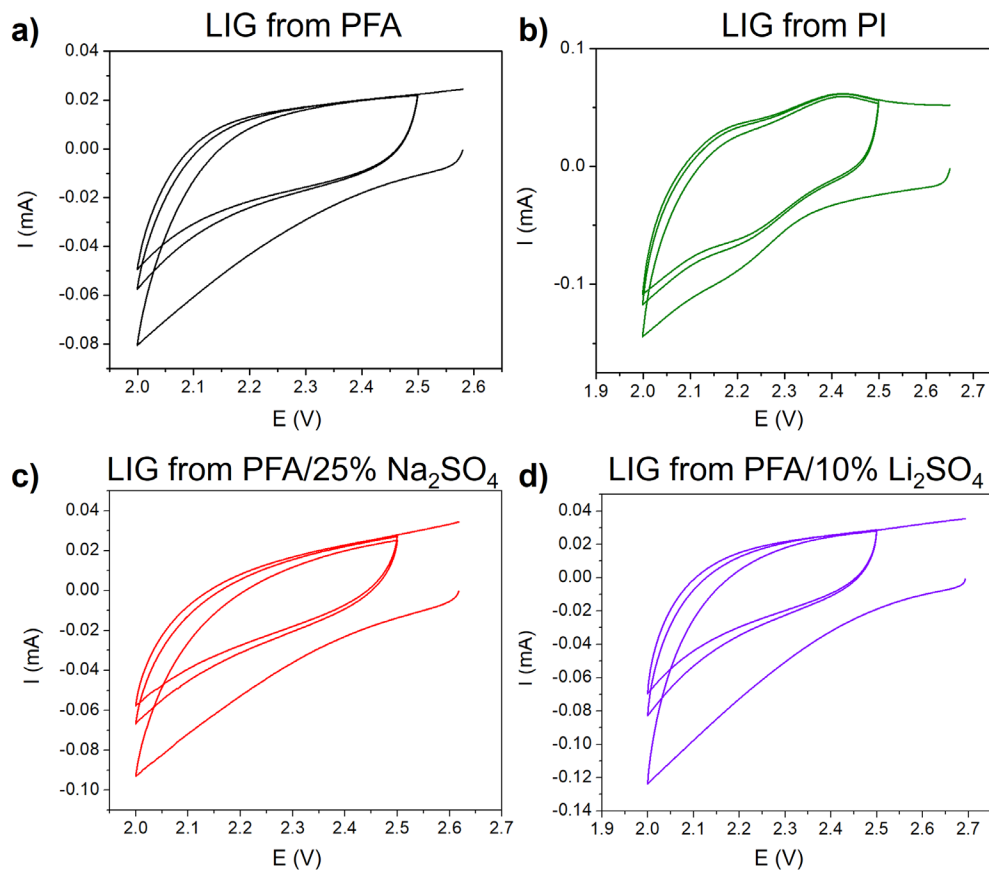 a) LIG from PFA
0.04
0.02
0.00
-0.02
-0.04
-0.06
-0.08
I (mA)
2.0 2.1 2.2 2.3 2.4 2.5 2.6
E (V)
b) LIG from PI
0.1
0.0
-0.1
I (mA)
1.9 2.0 2.1 2.2 2.3 2.4 2.5 2.6 2.7
E (V)
c) LIG from PFA/25% Na₂SO₄
0.04
0.02
0.00
-0.02
-0.04
-0.06
-0.08
-0.10
I (mA)
2.0 2.1 2.2 2.3 2.4 2.5 2.6 2.7
E (V)
d) LIG from PFA/10% Li₂SO₄
0.04
0.02
0.00
-0.02
-0.04
-0.06
-0.08
-0.10
-0.12
-0.14
I (mA)
1.9 2.0 2.1 2.2 2.3 2.4 2.5 2.6 2.7
E (V)